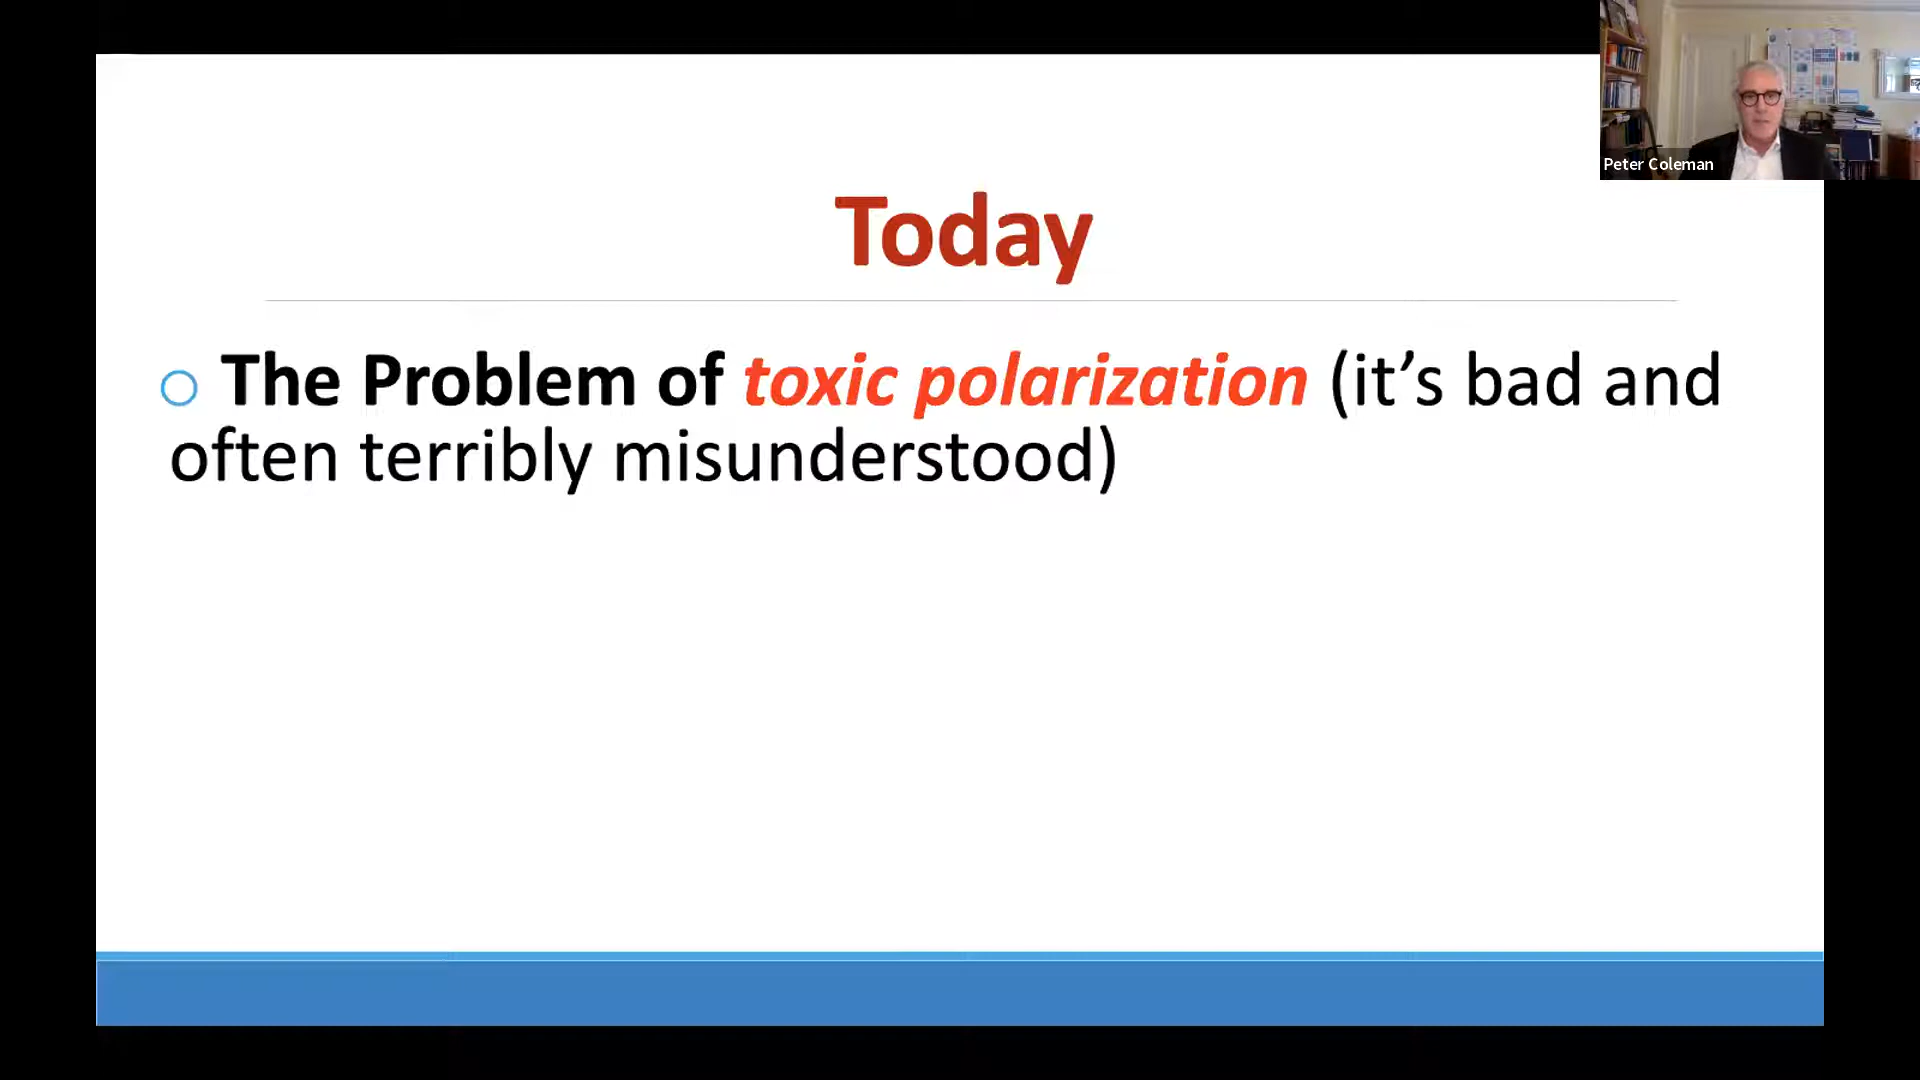 Peter Coleman
Today
The Problem of toxic polarization (it’s bad and
often terribly misunderstood)